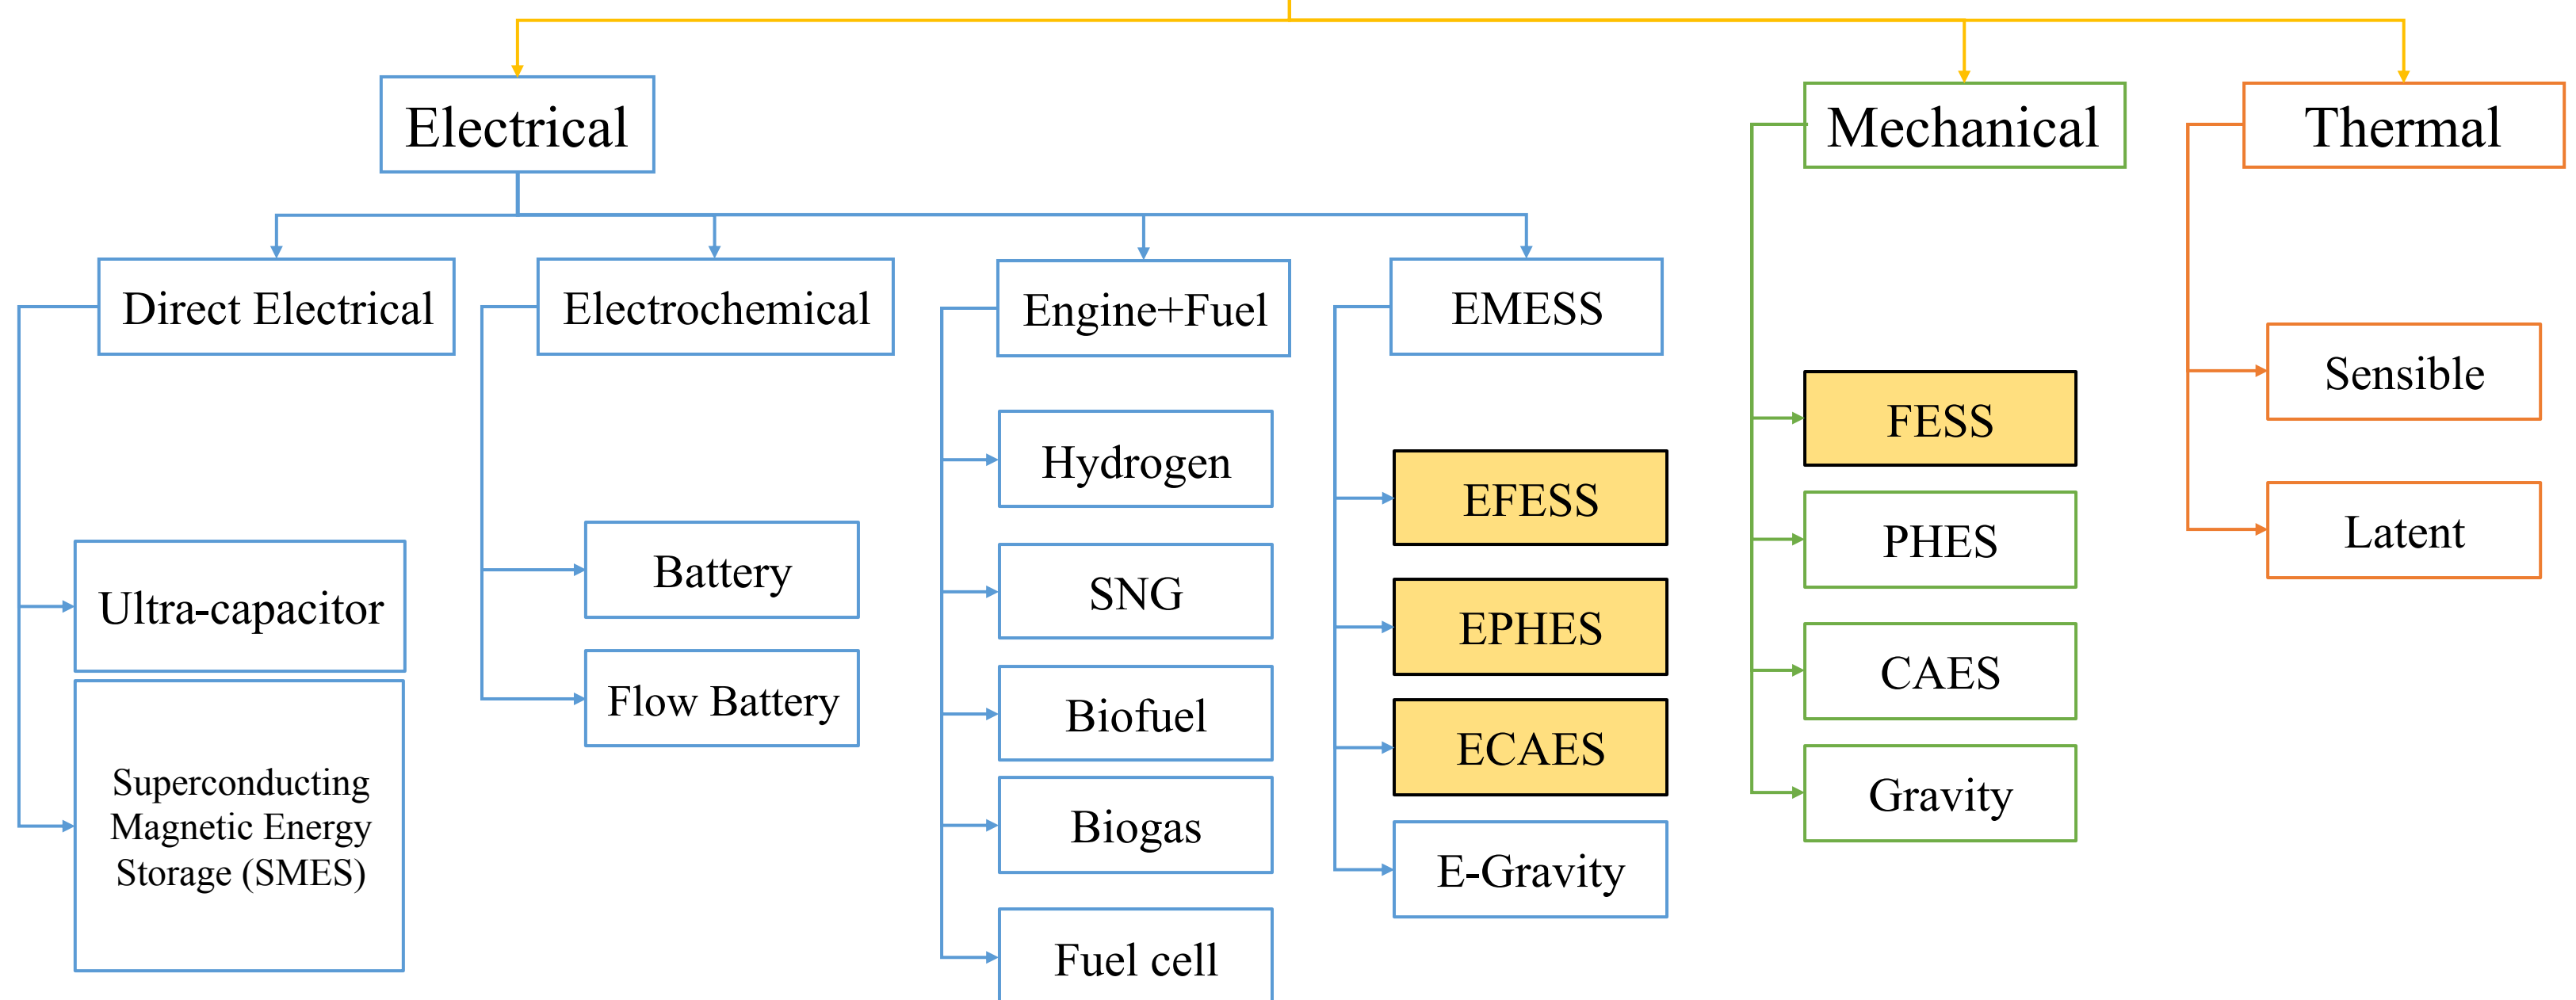 Electrical
Mechanical
Thermal
Direct Electrical
Electrochemical
Engine+Fuel
EMESS
Ultra-capacitor
Superconducting
Magnetic Energy
Storage (SMES)
Battery
Flow Battery
Hydrogen
SNG
Biofuel
Biogas
Fuel cell
EFESS
EPHES
ECAES
E-Gravity
FESS
PHES
CAES
Gravity
Sensible
Latent